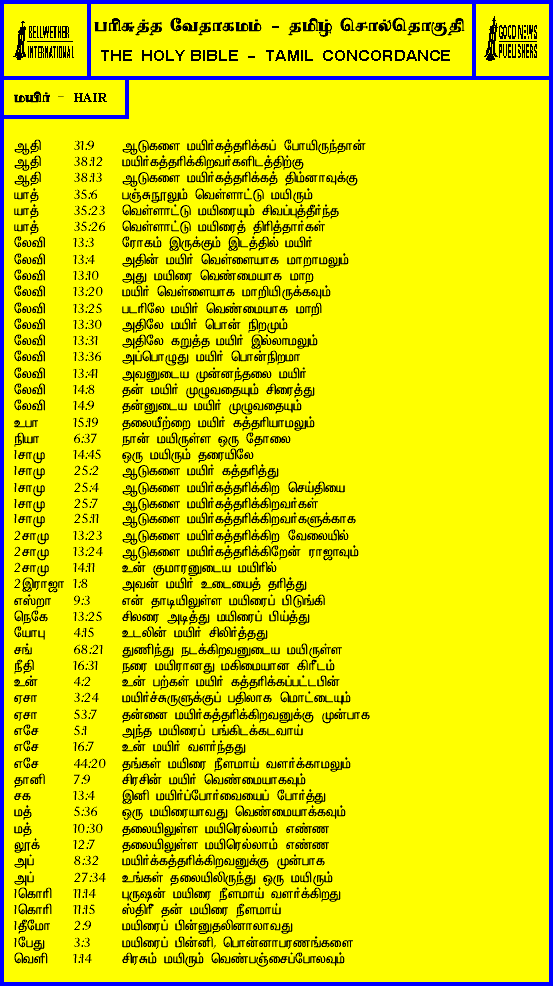 BELLWETHER
INTERNATIONAL
பரிசுத்த வேதாகமம் - தமிழ் சொல்தொகுதி
THE HOLY BIBLE - TAMIL CONCORDANCE
GOOD NEWS
PUBLISHERS
மயிர் - HAIR
ஆதி 31:9 ஆடுகளை மயிர்கத்தரிக்கப் போயிருந்தான்
ஆதி 38:12 மயிர்கத்தரிக்கிறவர்களிடத்திற்கு
ஆதி 38:13 ஆடுகளை மயிர்கத்தரிக்கத் திம்னாவுக்கு
யாத் 35:6 பஞ்சுநூலும் வெள்ளாட்டு மயிரும்
யாத் 35:23 வெள்ளாட்டு மயிரையும் சிவப்புத்தீர்ந்த
யாத் 35:26 வெள்ளாட்டு மயிரைத் திரித்தார்கள்
லேவி 13:3 ரோகம் இருக்கும் இடத்தில் மயிர்
லேவி 13:4 அதின் மயிர் வெள்ளையாக மாறாமலும்
லேவி 13:10 அது மயிரை வெண்மையாக மாற
லேவி 13:20 மயிர் வெள்ளையாக மாறியிருக்கவும்
லேவி 13:25 படரிலே மயிர் வெண்மையாக மாறி
லேவி 13:30 அதிலே மயிர் பொன் நிறமும்
லேவி 13:31 அதிலே கறுத்த மயிர் இல்லாமலும்
லேவி 13:36 அப்பொழுது மயிர் பொன்நிறமா
லேவி 13:41 அவனுடைய முன்னந்தலை மயிர்
லேவி 14:8 தன் மயிர் முழுவதையும் சிரைத்து
லேவி 14:9 தன்னுடைய மயிர் முழுவதையும்
உபா 15:19 தலையீற்றை மயிர் கத்தரியாமலும்
நியா 6:37 நான் மயிருள்ள ஒரு தோலை
1சாமு 14:45 ஒரு மயிரும் தரையிலே
1சாமு 25:2 ஆடுகளை மயிர் கத்தரித்து
1சாமு 25:4 ஆடுகளை மயிர்கத்தரிக்கிற செய்தியை
1சாமு 25:7 ஆடுகளை மயிர்கத்தரிக்கிறவர்கள்
1சாமு 25:11 ஆடுகளை மயிர்கத்தரிக்கிறவர்களுக்காக
2சாமு 13:23 ஆடுகளை மயிர்கத்தரிக்கிற வேலையில்
2சாமு 13:24 ஆடுகளை மயிர்கத்தரிக்கிறேன் ராஜாவும்
2சாமு 14:11 உன் குமாரனுடைய மயிரில்
2இராஜா 1:8 அவன் மயிர் உடையைத் தரித்து
எஸ்றா 9:3 என் தாடியிலுள்ள மயிரைப் பிடுங்கி
நெகே 13:25 சிலரை அடித்து மயிரைப் பிய்த்து
யோபு 4:15 உடலின் மயிர் சிலிர்த்தது
சங் 68:21 துணிந்து நடக்கிறவனுடைய மயிருள்ள
நீதி 16:31 நரை மயிரானது மகிமையான கிரீடம்
உன் 4:2 உன் பற்கள் மயிர் கத்தரிக்கப்பட்டபின்
ஏசா 3:24 மயிர்ச்சுருளுக்குப் பதிலாக மொட்டையும்
ஏசா 53:7 தன்னை மயிர்கத்தரிக்கிறவனுக்கு முன்பாக
எசே 5:1 அந்த மயிரைப் பங்கிடக்கடவாய்
எசே 16:7 உன் மயிர் வளர்ந்தது
எசே 44:20 தங்கள் மயிரை நீளமாய் வளர்க்காமலும்
தானி 7:9 சிரசின் மயிர் வெண்மையாகவும்
சக 13:4 இனி மயிர்ப்போர்வையைப் போர்த்து
மத் 5:36 ஒரு மயிரையாவது வெண்மையாக்கவும்
மத் 10:30 தலையிலுள்ள மயிரெல்லாம் எண்ண
லூக் 12:7 தலையிலுள்ள மயிரெல்லாம் எண்ண
அப் 8:32 மயிர்க்கத்தரிக்கிறவனுக்கு முன்பாக
அப் 27:34 உங்கள் தலையிலிருந்து ஒரு மயிரும்
1கொரி 11:14 புருஷன் மயிரை நீளமாய் வளர்க்கிறது
1கொரி 11:15 ஸ்திரீ தன் மயிரை நீளமாய்
1தீமோ 2:9 மயிரைப் பின்னுதலினாலாவது
1பேது 3:3 மயிரைப் பின்னி, பொன்னாபரணங்களை
வெளி 1:14 சிரசும் மயிரும் வெண்பஞ்சைப்போலவும்